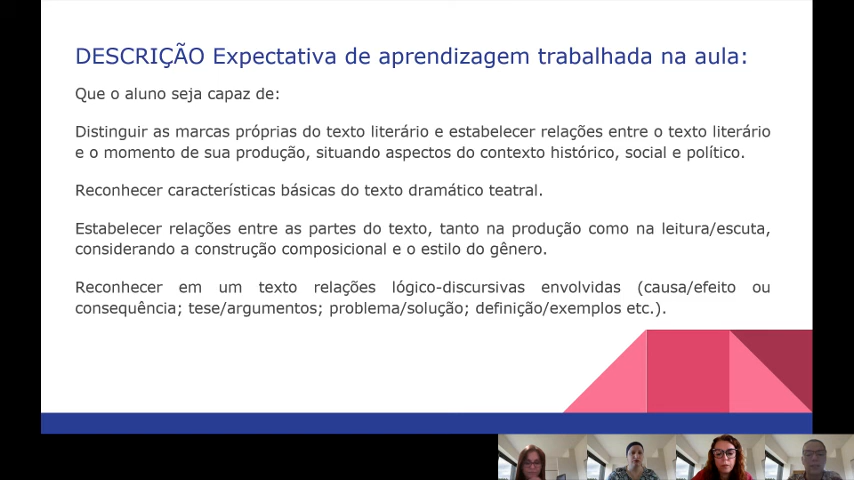 DESCRIÇÃO Expectativa de aprendizagem trabalhada na aula:
Que o aluno seja capaz de:
Distinguir as marcas próprias do texto literário e estabelecer relações entre o texto literário
e o momento de sua produção, situando aspectos do contexto histórico, social e político.
Reconhecer características básicas do texto dramático teatral.
Estabelecer relações entre as partes do texto, tanto na produção como na leitura/escuta,
considerando a construção composicional e o estilo do gênero.
Reconhecer em um texto relações lógico-discursivas envolvidas (causa/efeito ou
consequência; tese/argumentos; problema/solução; definição/exemplos etc.).